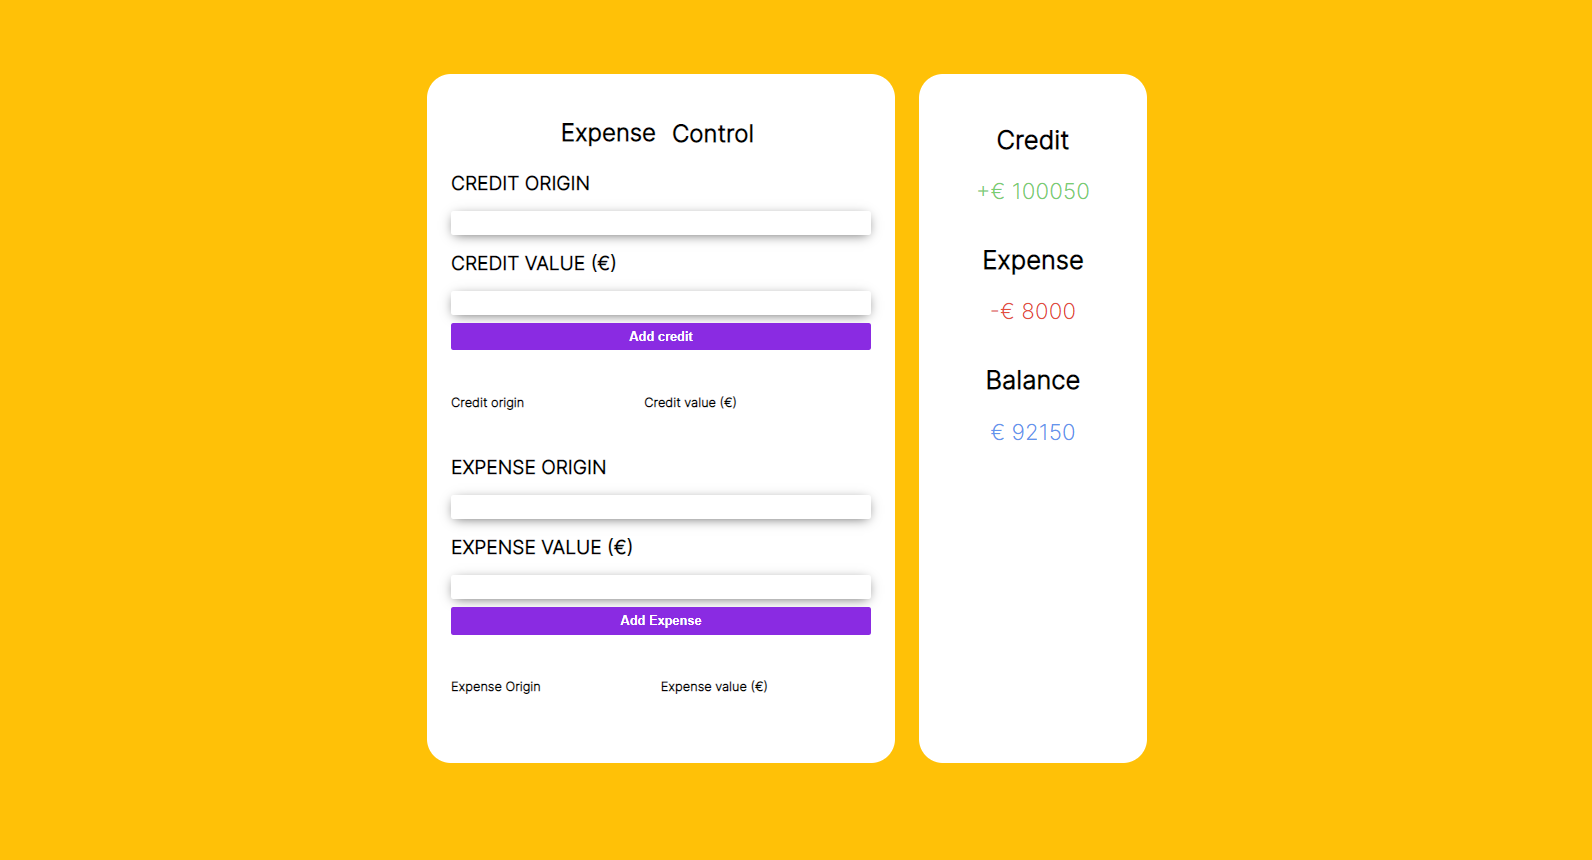 Expense Control
CREDIT ORIGIN
CREDIT VALUE (€)
Add credit
Credit origin Credit value (€)
EXPENSE ORIGIN
EXPENSE VALUE (€)
Add Expense
Expense Origin Expense value (€)
Credit
+€ 100050
Expense
-€ 8000
Balance
€ 92150